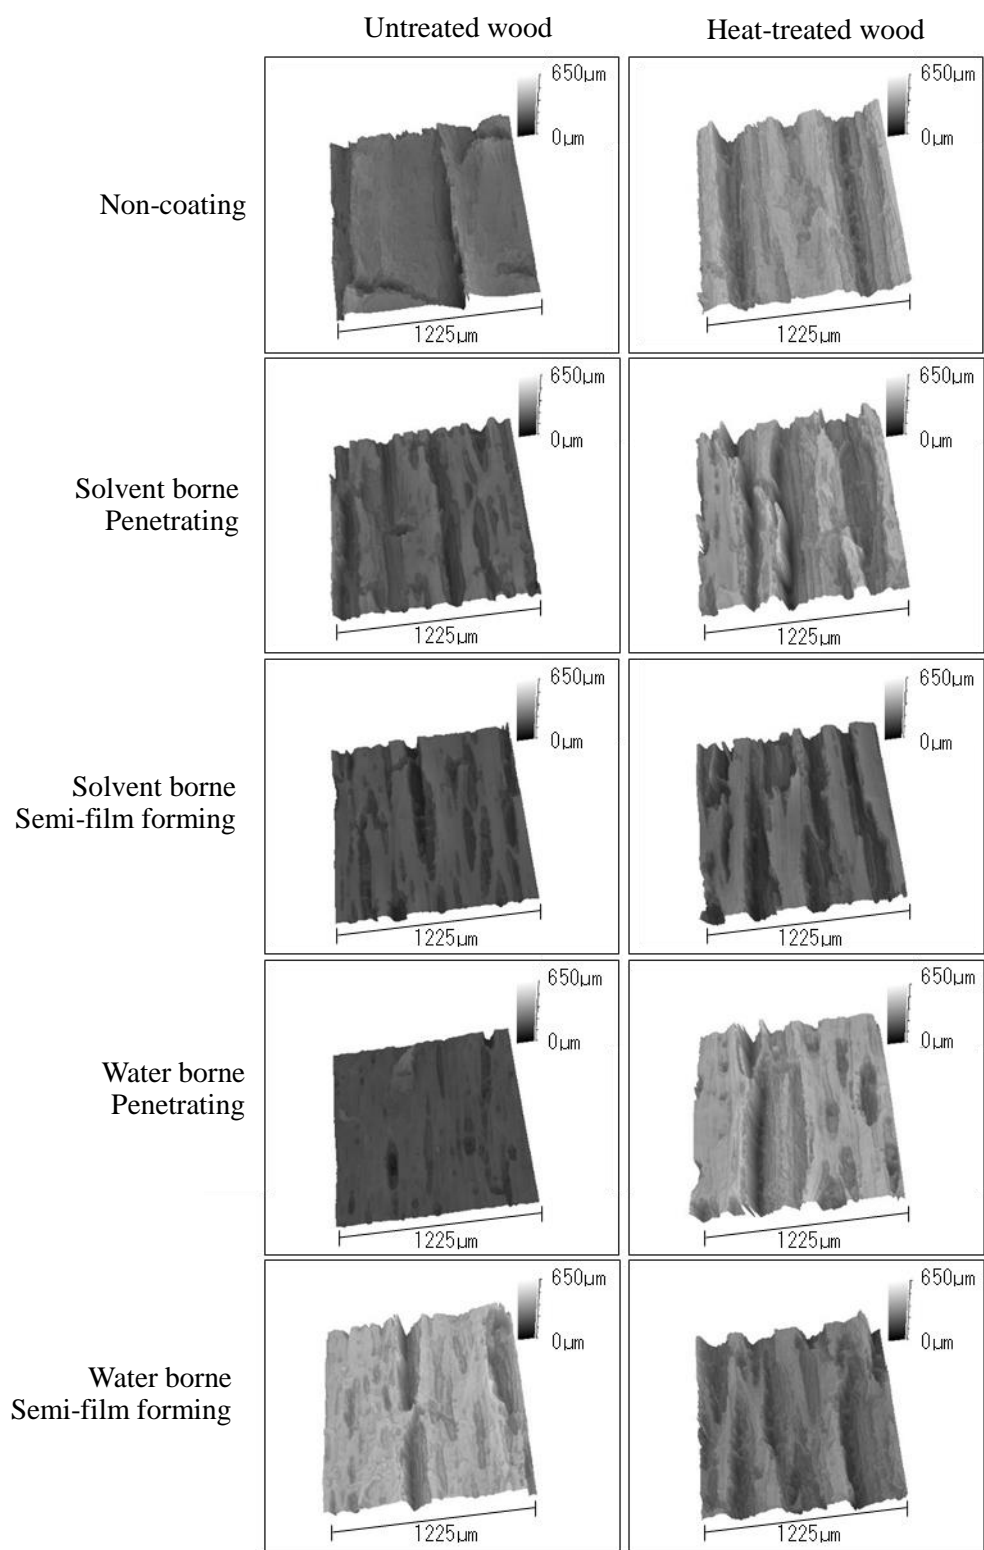 Untreated wood
Heat-treated wood
Non-coating
650μm
0μm
1225μm
650μm
0μm
1225μm
Solvent borne
Penetrating
650μm
0μm
1225μm
650μm
0μm
1225μm
Solvent borne
Semi-film forming
650μm
0μm
1225μm
650μm
0μm
1225μm
Water borne
Penetrating
650μm
0μm
1225μm
650μm
0μm
1225μm
Water borne
Semi-film forming
650μm
0μm
1225μm
650μm
0μm
1225μm